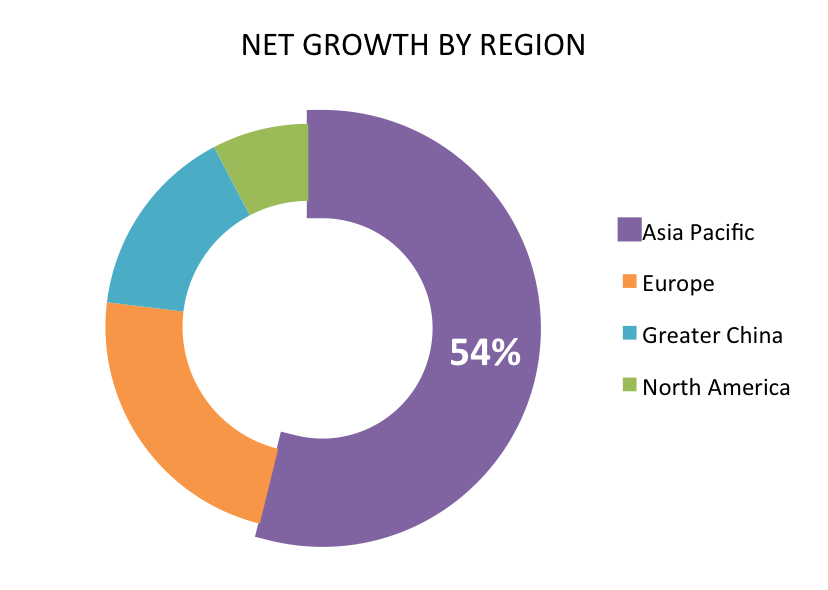 NET GROWTH BY REGION
54%
Asia Pacific
Europe
Greater China
North America